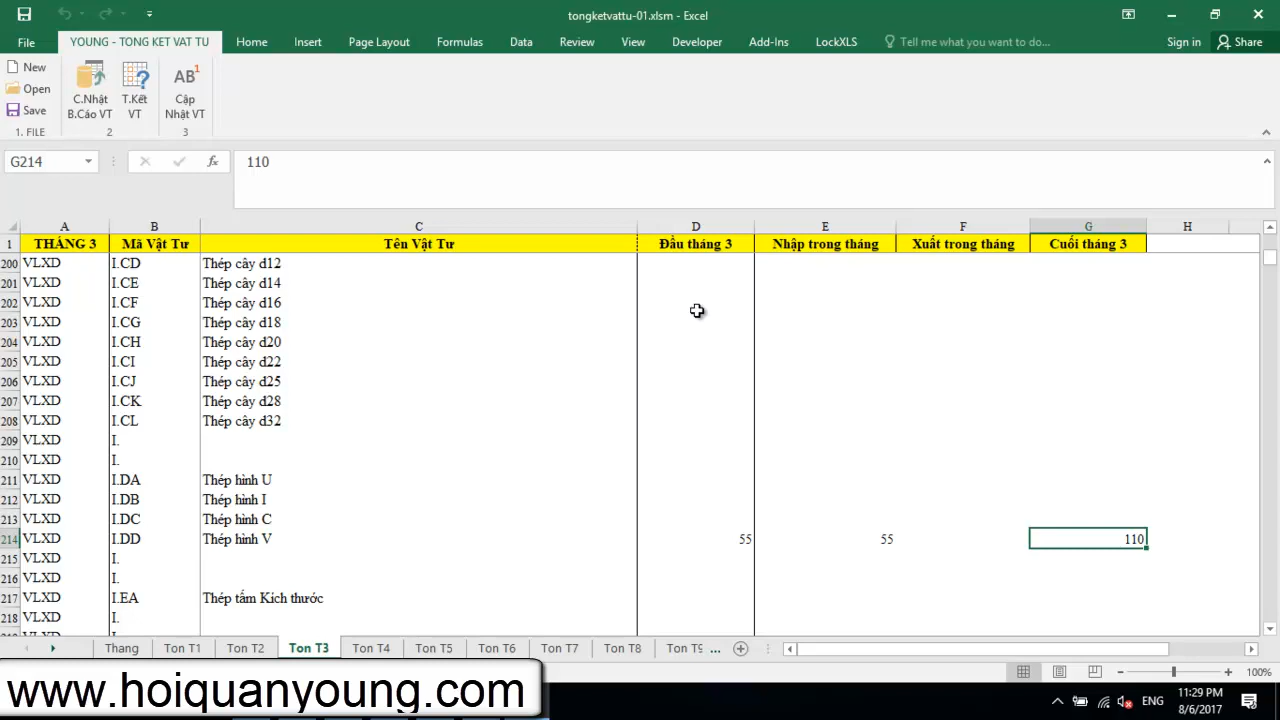 tongketvattu-01.xlsm - Excel
File YOUNG - TONG KET VAT TU Home Insert Page Layout Formulas Data Review View Developer Add-Ins LockXLS Tell me what you want to do... Sign in Share
New
Open
Save
C.Nhật
B.Cáo VT
T.Kết
VT
AB1
Cập
Nhật VT
1. FILE 2 3
G214 fx 110
A B C D E F G H
1 THÁNG 3 Mã Vật Tư Tên Vật Tư Đầu tháng 3 Nhập trong tháng Xuất trong tháng Cuối tháng 3
200 VLXD I.CD Thép cây d12
201 VLXD I.CE Thép cây d14
202 VLXD I.CF Thép cây d16
203 VLXD I.CG Thép cây d18
204 VLXD I.CH Thép cây d20
205 VLXD I.CI Thép cây d22
206 VLXD I.CJ Thép cây d25
207 VLXD I.CK Thép cây d28
208 VLXD I.CL Thép cây d32
209 VLXD I.
210 VLXD I.
211 VLXD I.DA Thép hình U
212 VLXD I.DB Thép hình I
213 VLXD I.DC Thép hình C
214 VLXD I.DD Thép hình V 55 55 110
215 VLXD I.
216 VLXD I.
217 VLXD I.EA Thép tấm Kích thước
218 VLXD I.
Thang Ton T1 Ton T2 Ton T3 Ton T4 Ton T5 Ton T6 Ton T7 Ton T8 Ton T9 ...
100%
www.hoiquanyoung.com
ENG
11:29 PM
8/6/2017